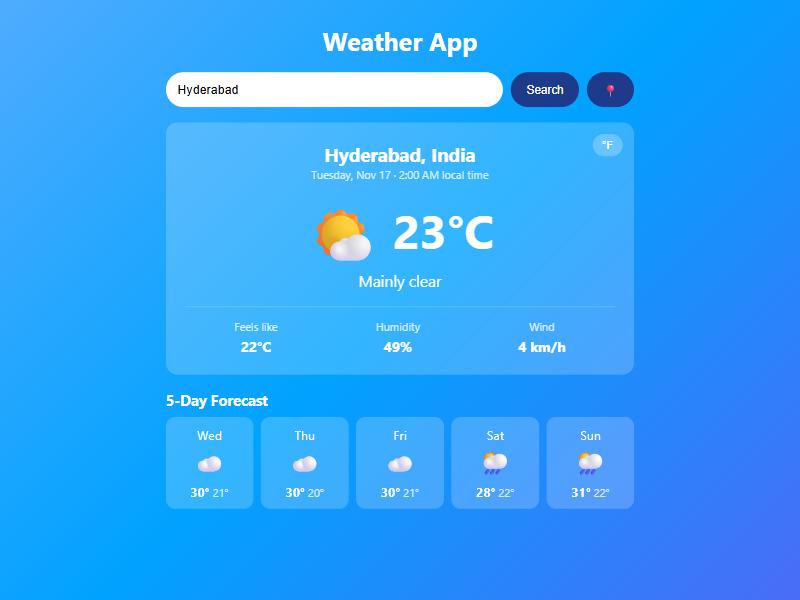 Weather App
Hyderabad Search
°F
Hyderabad, India
Tuesday, Nov 17 · 2:00 AM local time
23°C
Mainly clear
Feels like Humidity Wind
22°C 49% 4 km/h
5-Day Forecast
Wed Thu Fri Sat Sun
30° 21° 30° 20° 30° 21° 28° 22° 31° 22°